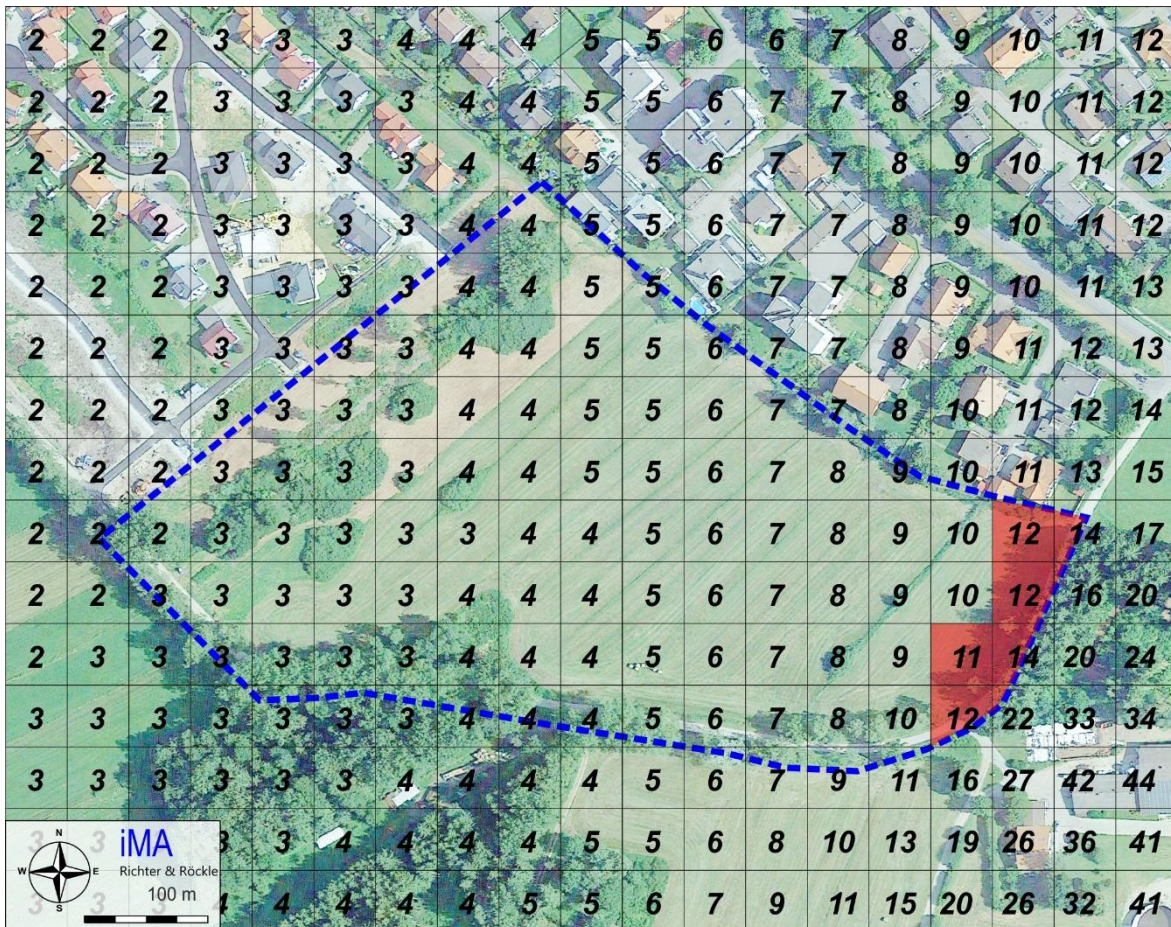 2 2 2 3 3 3 4 4 4 5 5 6 6 7 8 9 10 11 12
2 2 2 3 3 3 3 4 4 5 5 6 7 7 8 9 10 11 12
2 2 2 3 3 3 3 4 4 5 5 6 7 7 8 9 10 11 12
2 2 2 3 3 3 3 4 4 5 5 6 7 7 8 9 10 11 12
2 2 2 3 3 3 3 4 4 5 5 6 7 7 8 9 10 11 13
2 2 2 3 3 3 3 4 4 5 5 6 7 7 8 9 11 12 13
2 2 2 3 3 3 3 4 4 5 5 6 7 7 8 10 11 12 14
2 2 2 3 3 3 3 4 4 5 5 6 7 8 9 10 11 13 15
2 2 2 3 3 3 3 3 4 4 5 6 7 8 9 10 12 14 17
2 2 3 3 3 3 3 4 4 4 5 6 7 8 9 10 12 16 20
2 3 3 3 3 3 3 4 4 4 5 6 7 8 9 11 14 20 24
3 3 3 3 3 3 3 4 4 4 5 6 7 8 10 12 22 33 34
3 3 3 3 3 3 4 4 4 4 5 6 7 9 11 16 27 42 44
3 3 3 3 4 4 4 4 5 5 6 8 10 13 19 26 36 41
3 3 3 4 4 4 4 4 5 5 6 7 9 11 15 20 26 32 41
N
W E
S
iMA
Richter & Röckle
100 m